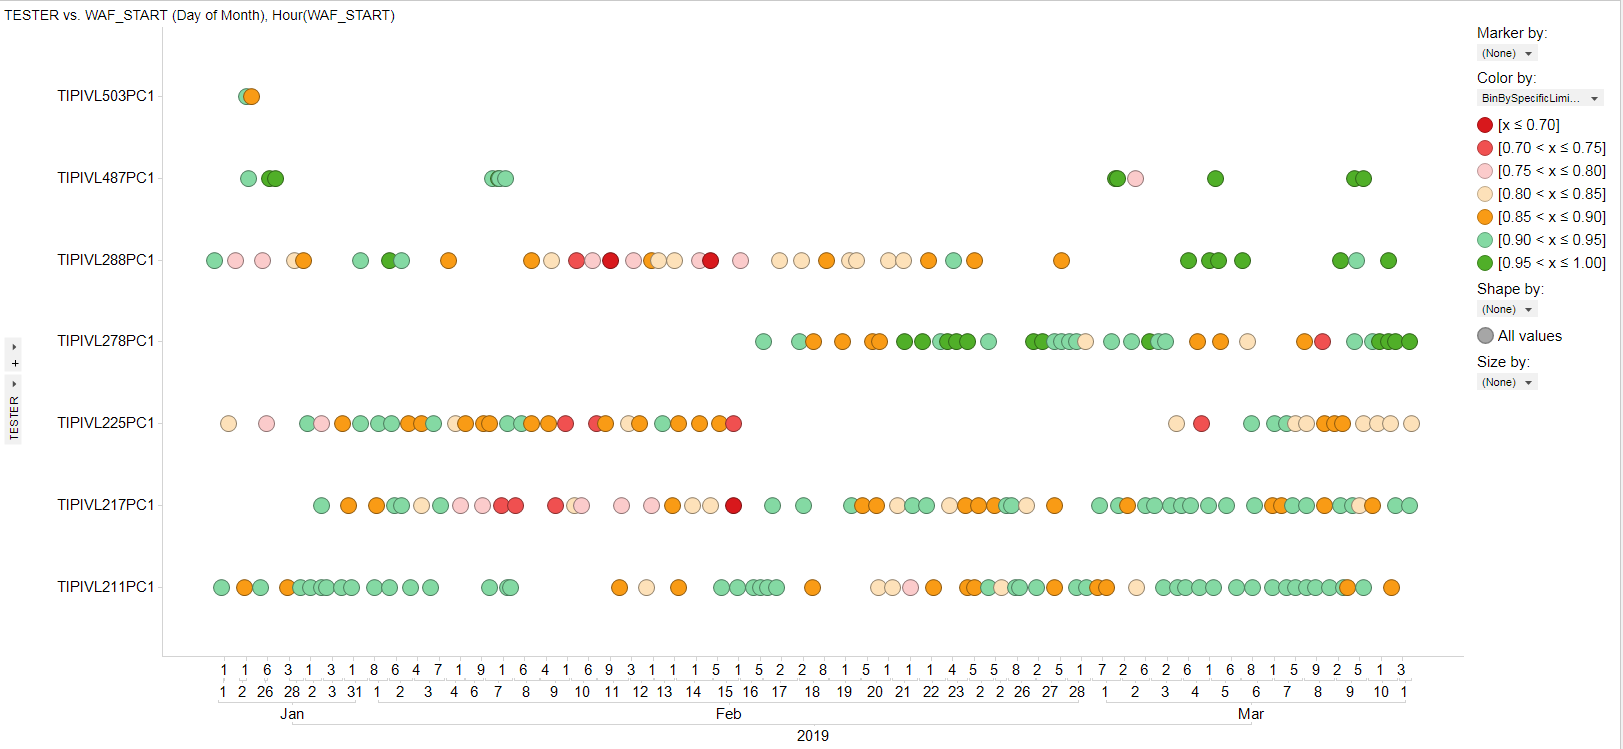 TESTER vs. WAF_START (Day of Month), Hour(WAF_START)
TIPIVL503PC1
TIPIVL487PC1
TIPIVL288PC1
TIPIVL278PC1
TIPIVL225PC1
TIPIVL217PC1
TIPIVL211PC1
+
TESTER
1 1 6 3 1 3 1 8 6 4 7 1 9 1 6 4 1 6 9 3 1 1 1 5 1 5 2 2 8 1 5 1 1 1 4 5 5 8 2 5 1 7 2 6 2 6 1 6 8 1 5 9 2 5 1 3
1 2 26 28 2 3 31 1 2 3 4 6 7 8 9 10 11 12 13 14 15 16 17 18 19 20 21 22 23 2 2 26 27 28 1 2 3 4 5 6 7 8 9 10 1
Jan Feb Mar
2019
Marker by:
(None)
Color by:
BinBySpecificLimi...
[x ≤ 0.70]
[0.70 < x ≤ 0.75]
[0.75 < x ≤ 0.80]
[0.80 < x ≤ 0.85]
[0.85 < x ≤ 0.90]
[0.90 < x ≤ 0.95]
[0.95 < x ≤ 1.00]
Shape by:
(None)
All values
Size by:
(None)